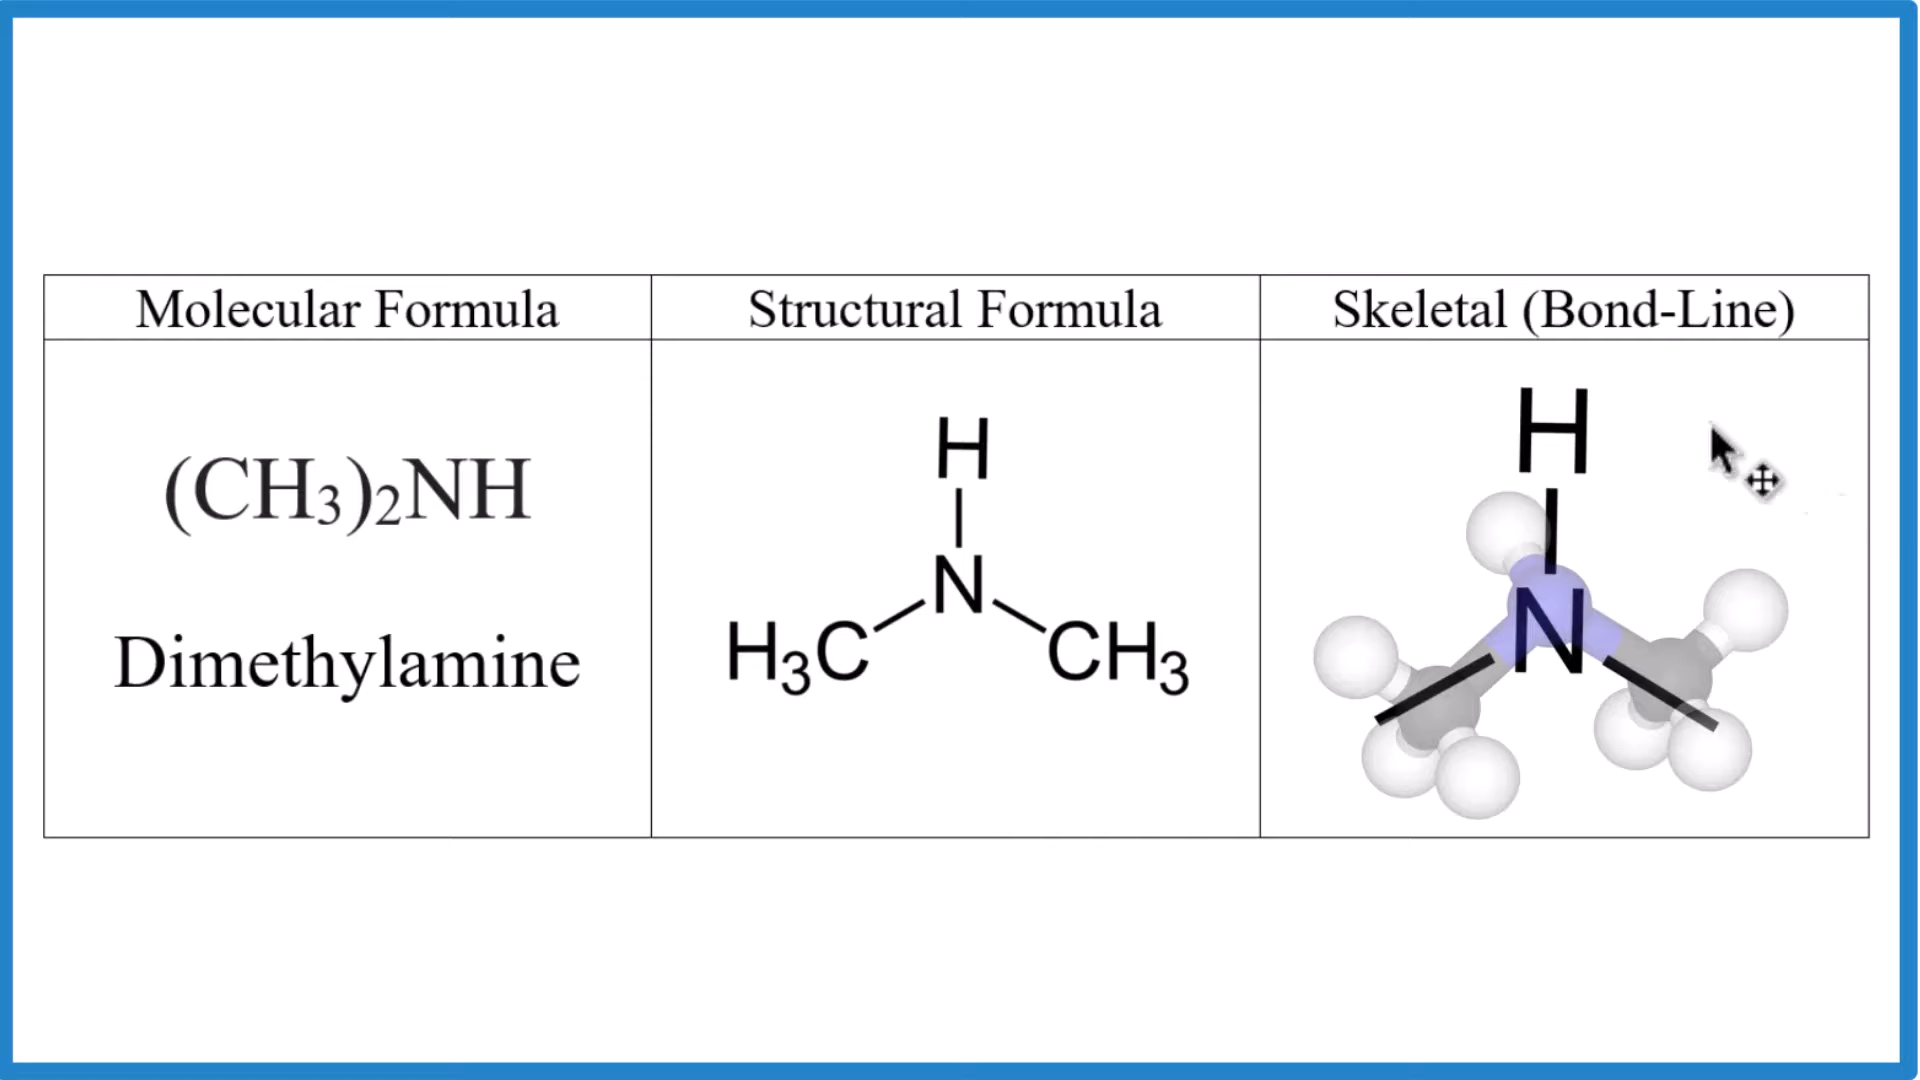 Molecular Formula
Structural Formula
Skeletal (Bond-Line)
(CH₃)₂NH
Dimethylamine
H
N
H₃C
CH₃
H
N